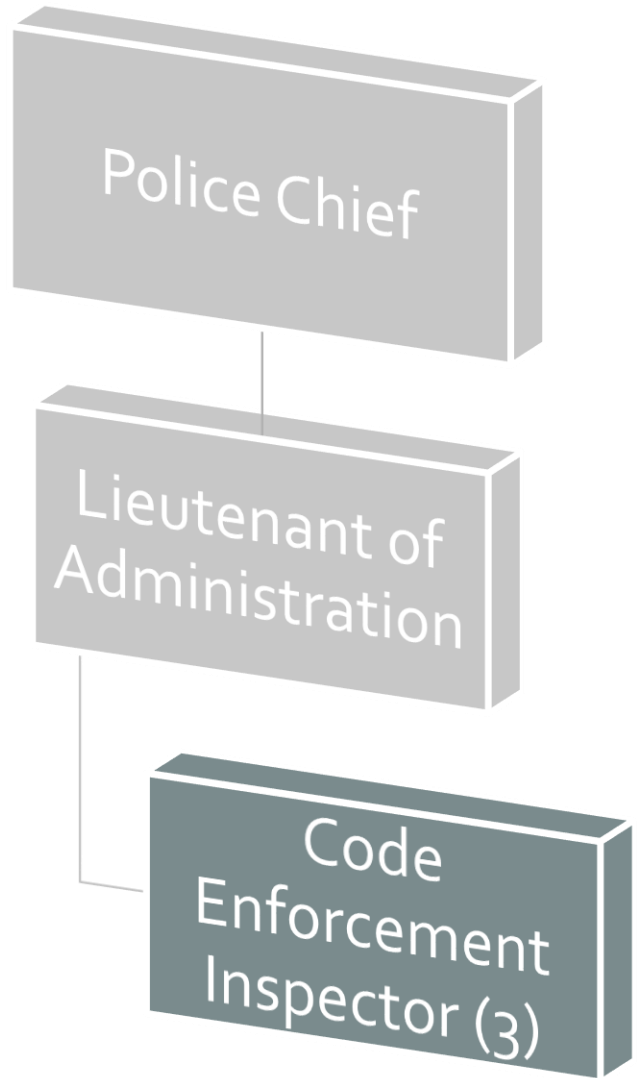 Police Chief
Lieutenant of
Administration
Code
Enforcement
Inspector (3)